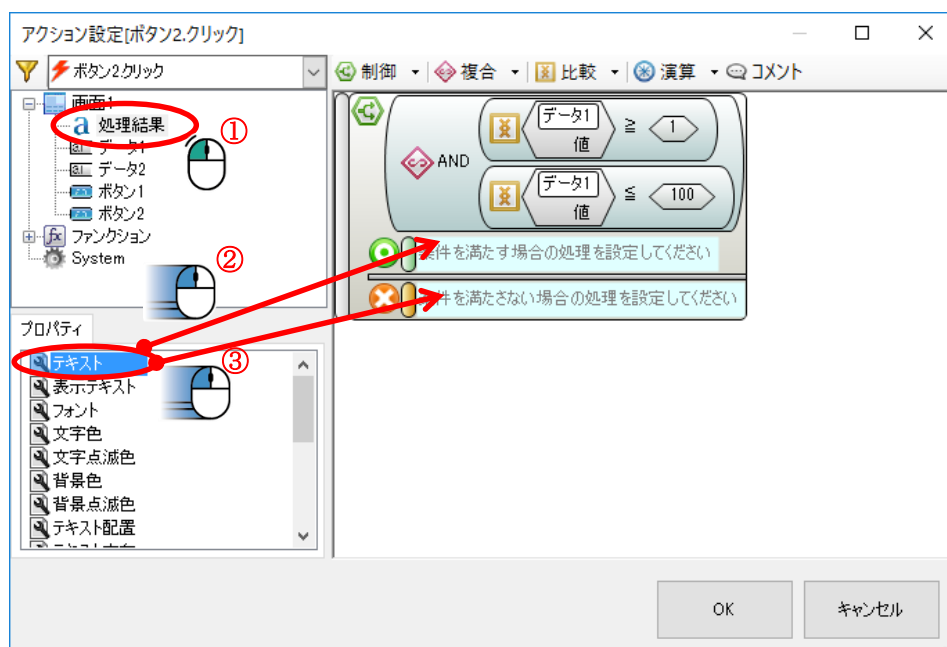 アクション設定[ボタン2.クリック]
ボタン2.クリック
制御 複合 比較 演算 コメント
画面1
a 処理結果
①
データ1
データ2
ボタン1
ボタン2
fx ファンクション
System
②
AND
データ1
値
≧ 1
データ1
値
≦ 100
条件を満たす場合の処理を設定してください
条件を満たさない場合の処理を設定してください
プロパティ
テキスト
③
表示テキスト
フォント
文字色
文字点滅色
背景色
背景点滅色
テキスト配置
OK
キャンセル